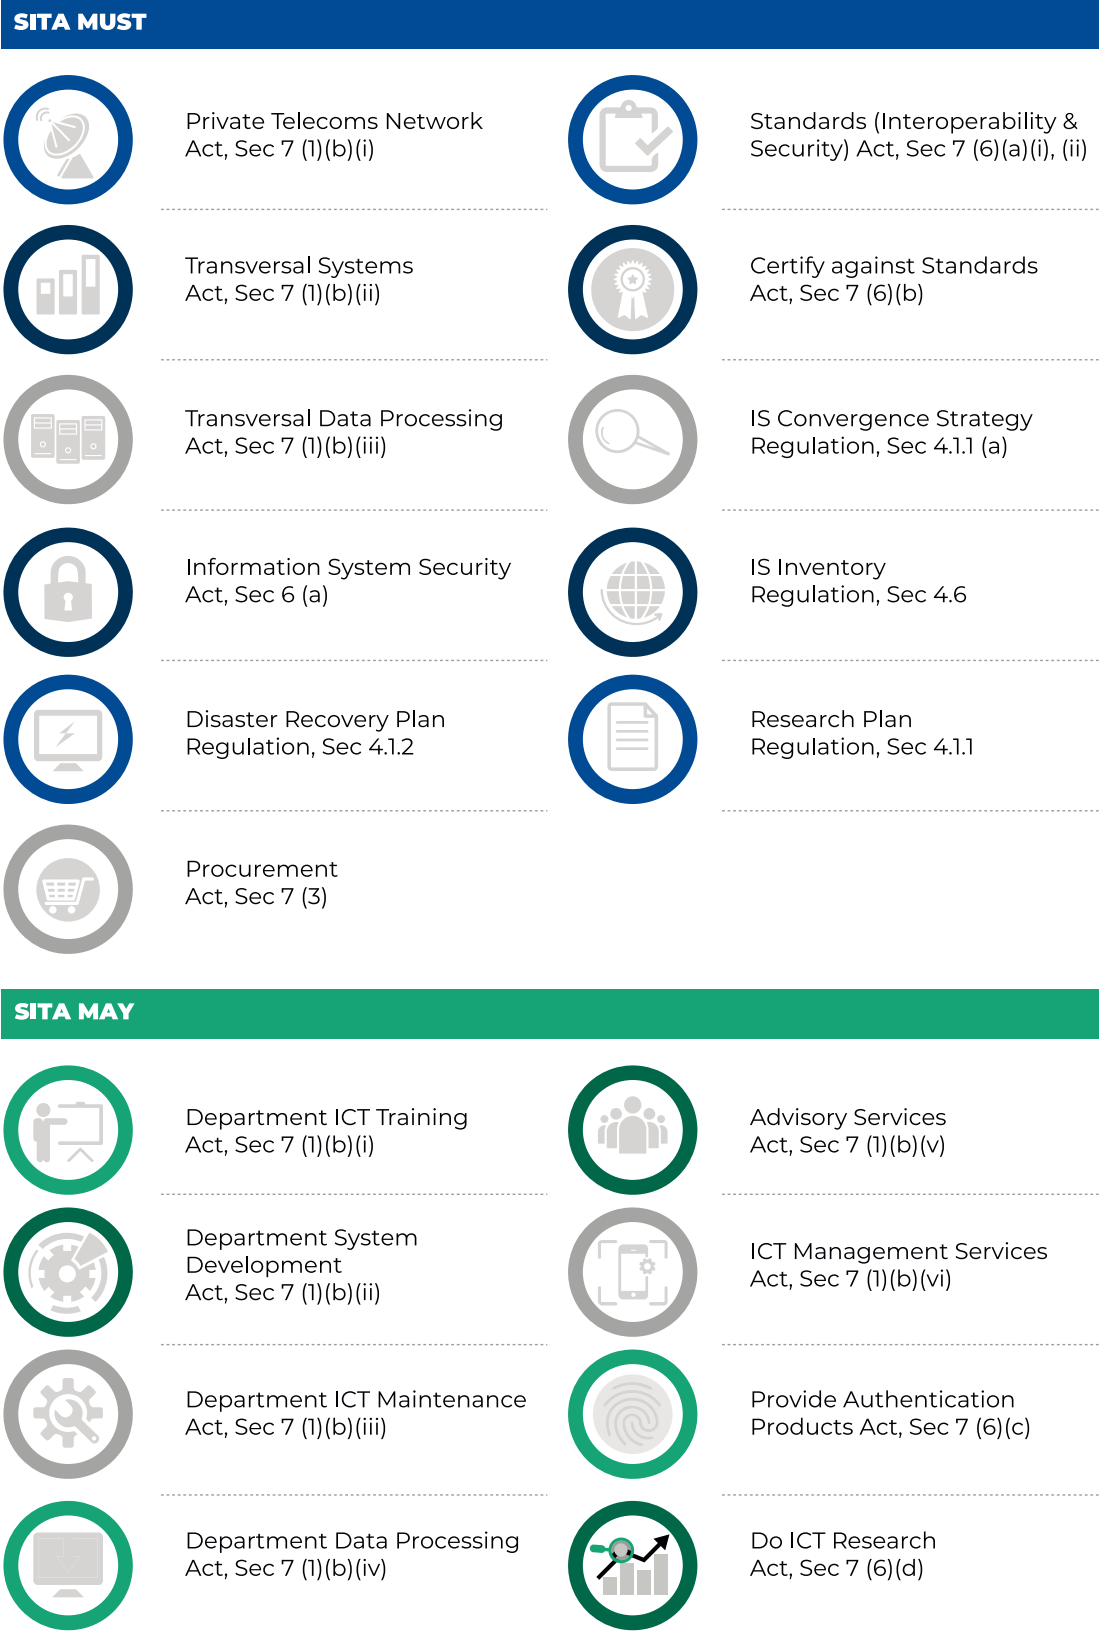 SITA MUST
Private Telecoms Network
Act, Sec 7 (1)(b)(i)
Standards (Interoperability &
Security) Act, Sec 7 (6)(a)(i), (ii)
Transversal Systems
Act, Sec 7 (1)(b)(ii)
Certify against Standards
Act, Sec 7 (6)(b)
Transversal Data Processing
Act, Sec 7 (1)(b)(iii)
IS Convergence Strategy
Regulation, Sec 4.1.1 (a)
Information System Security
Act, Sec 6 (a)
IS Inventory
Regulation, Sec 4.6
Disaster Recovery Plan
Regulation, Sec 4.1.2
Research Plan
Regulation, Sec 4.1.1
Procurement
Act, Sec 7 (3)
SITA MAY
Department ICT Training
Act, Sec 7 (1)(b)(i)
Advisory Services
Act, Sec 7 (1)(b)(v)
Department System
Development
Act, Sec 7 (1)(b)(ii)
ICT Management Services
Act, Sec 7 (1)(b)(vi)
Department ICT Maintenance
Act, Sec 7 (1)(b)(iii)
Provide Authentication
Products Act, Sec 7 (6)(c)
Department Data Processing
Act, Sec 7 (1)(b)(iv)
Do ICT Research
Act, Sec 7 (6)(d)